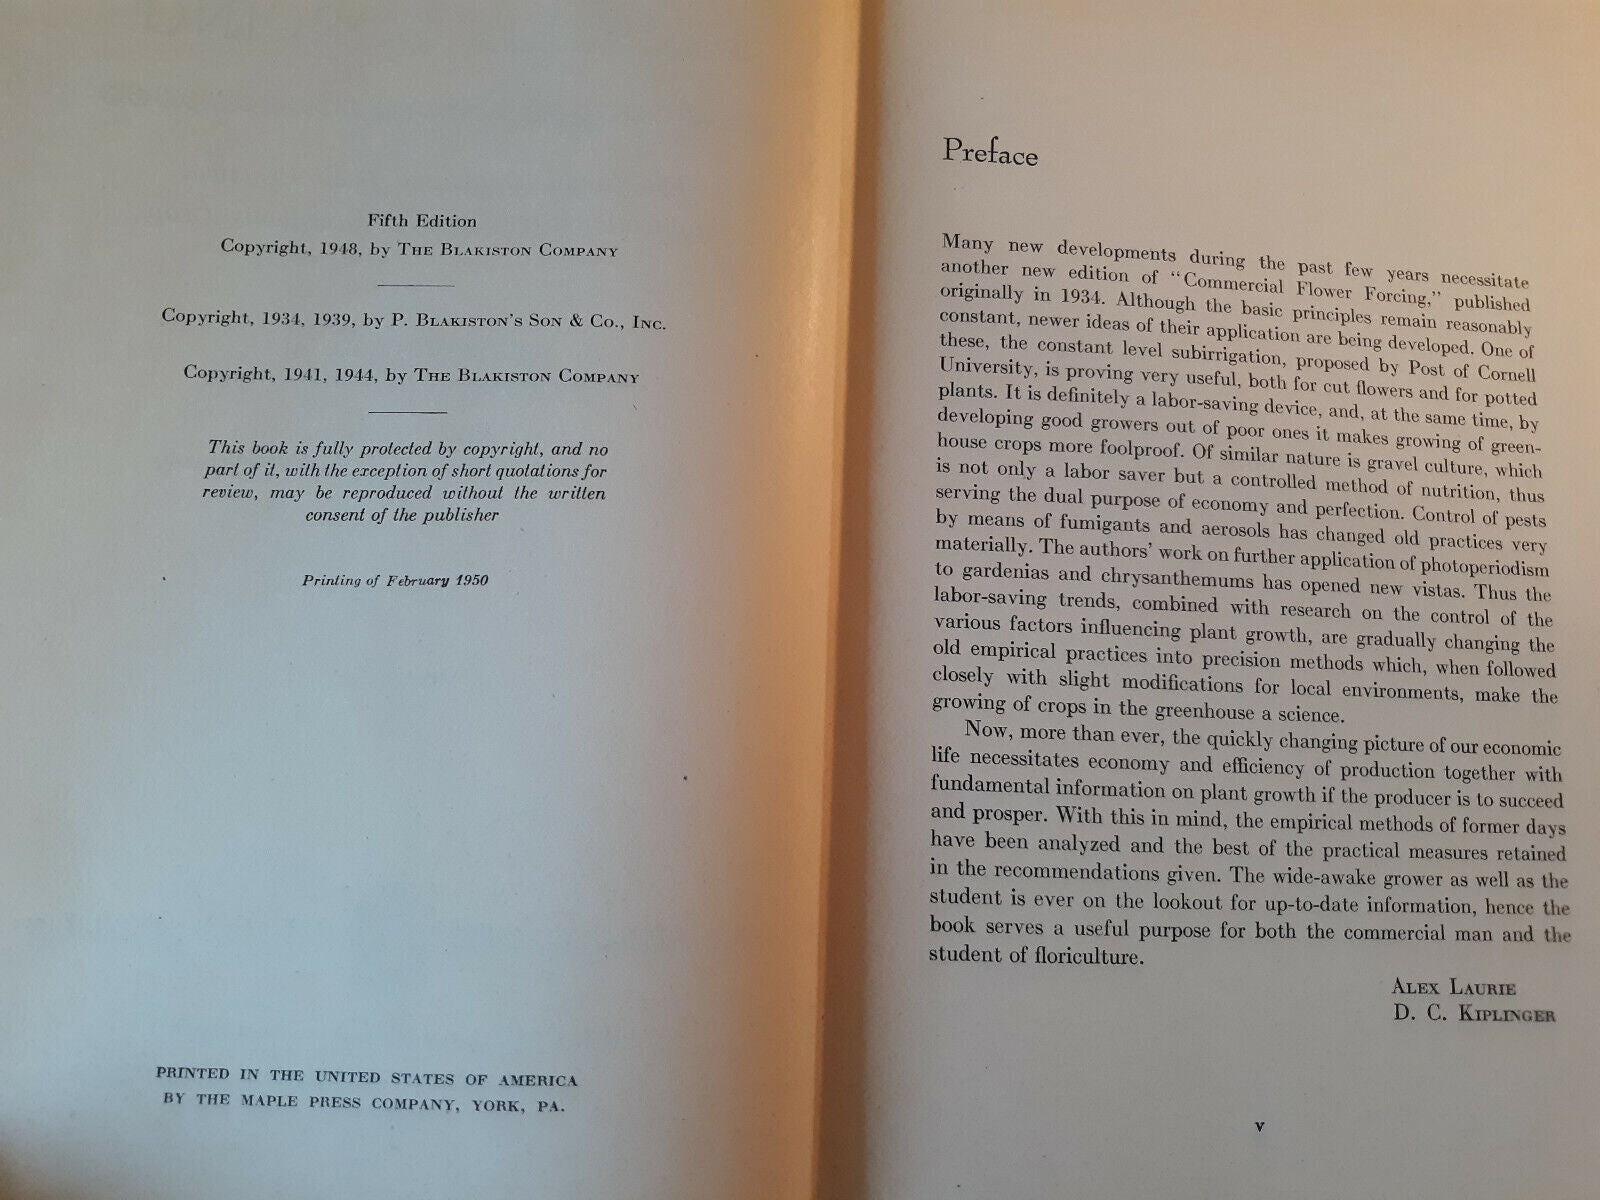 Fifth Edition
Copyright, 1948, by The Blakiston Company
Copyright, 1934, 1939, by P. Blakiston's Son & Co., Inc.
Copyright, 1941, 1944, by The Blakiston Company
This book is fully protected by copyright, and no
part of it, with the exception of short quotations for
review, may be reproduced without the written
consent of the publisher
Printing of February 1950
PRINTED IN THE UNITED STATES OF AMERICA
BY THE MAPLE PRESS COMPANY, YORK, PA.
Preface
Many new developments during the past few years necessitate
another new edition of "Commercial Flower Forcing," published
originally in 1934. Although the basic principles remain reasonably
constant, newer ideas of their application are being developed. One of
these, the constant level subirrigation, proposed by Post of Cornell
University, is proving very useful, both for cut flowers and for potted
plants. It is definitely a labor-saving device, and, at the same time, by
developing good growers out of poor ones it makes growing of green-
house crops more foolproof. Of similar nature is gravel culture, which
is not only a labor saver but a controlled method of nutrition, thus
serving the dual purpose of economy and perfection. Control of pests
by means of fumigants and aerosols has changed old practices very
materially. The authors' work on further application of photoperiodism
to gardenias and chrysanthemums has opened new vistas. Thus the
labor-saving trends, combined with research on the control of the
various factors influencing plant growth, are gradually changing the
old empirical practices into precision methods which, when followed
closely with slight modifications for local environments, make the
growing of crops in the greenhouse a science.
Now, more than ever, the quickly changing picture of our economic
life necessitates economy and efficiency of production together with
fundamental information on plant growth if the producer is to succeed
and prosper. With this in mind, the empirical methods of former days
have been analyzed and the best of the practical measures retained
in the recommendations given. The wide-awake grower as well as the
student is ever on the lookout for up-to-date information, hence the
book serves a useful purpose for both the commercial man and the
student of floriculture.
Alex Laurie
D. C. Kiplinger
v